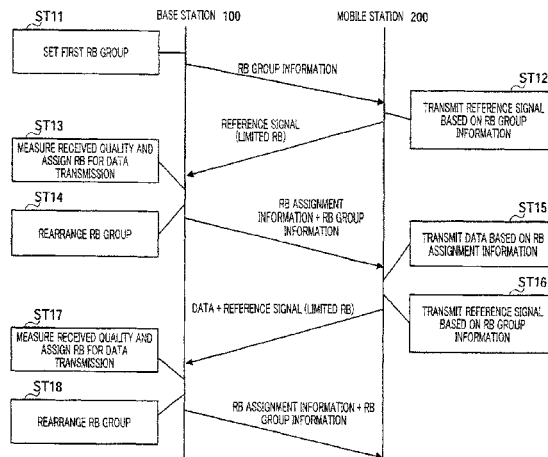 BASE STATION 100
MOBILE STATION 200
ST11
SET FIRST RB GROUP
RB GROUP INFORMATION
ST12
TRANSMIT REFERENCE SIGNAL
BASED ON RB GROUP
INFORMATION
REFERENCE SIGNAL
(LIMITED RB)
ST13
MEASURE RECEIVED QUALITY AND
ASSIGN RB FOR DATA
TRANSMISSION
ST14
REARRANGE RB GROUP
RB ASSIGNMENT
INFORMATION + RB GROUP
INFORMATION
ST15
TRANSMIT DATA BASED ON RB
ASSIGNMENT INFORMATION
ST16
TRANSMIT REFERENCE SIGNAL
BASED ON RB GROUP
INFORMATION
DATA + REFERENCE SIGNAL (LIMITED RB)
ST17
MEASURE RECEIVED QUALITY AND
ASSIGN RB FOR DATA
TRANSMISSION
ST18
REARRANGE RB GROUP
RB ASSIGNMENT INFORMATION + RB
GROUP INFORMATION